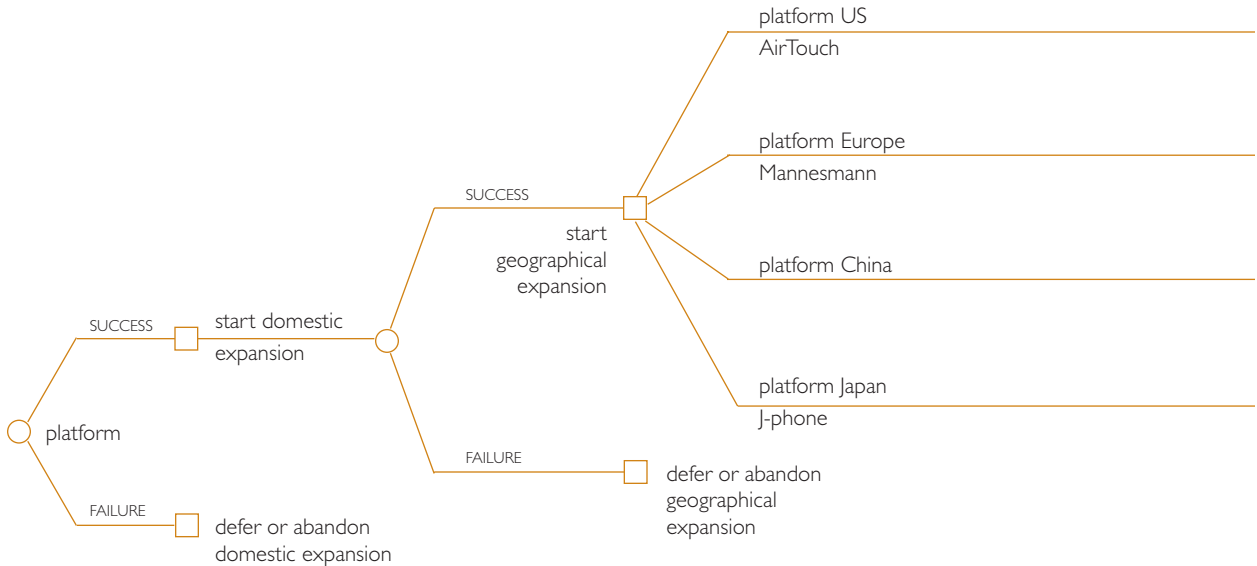 platform US
AirTouch
platform Europe
Mannesmann
SUCCESS
start
geographical
expansion
platform China
SUCCESS
start domestic
expansion
platform Japan
J-phone
platform
FAILURE
defer or abandon
geographical
expansion
FAILURE
defer or abandon
domestic expansion